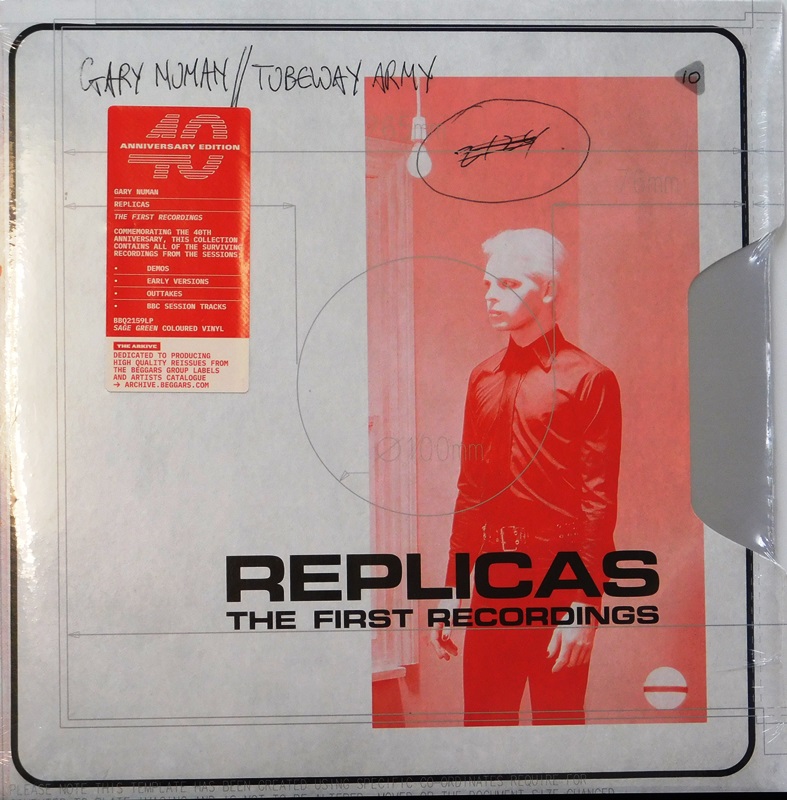 GARY NUMAN // TUBEWAY ARMY
10
40
ANNIVERSARY EDITION
GARY NUMAN
REPLICAS
THE FIRST RECORDINGS
COMMEMORATING THE 40TH
ANNIVERSARY, THIS COLLECTION
CONTAINS ALL OF THE SURVIVING
RECORDINGS FROM THE SESSIONS:
• DEMOS
• EARLY VERSIONS
• OUTTAKES
• BBC SESSION TRACKS
BBQ2159LP
SAGE GREEN COLOURED VINYL
THE ARKIVE
DEDICATED TO PRODUCING
HIGH QUALITY REISSUES FROM
THE BEGGARS GROUP LABELS
AND ARTISTS CATALOGUE
→ ARCHIVE.BEGGARS.COM
Ø100mm
REPLICAS
THE FIRST RECORDINGS
PLEASE NOTE THIS TEMPLATE HAS BEEN CREATED USING SPECIFIC CO-ORDINATES REQUIRE FOR